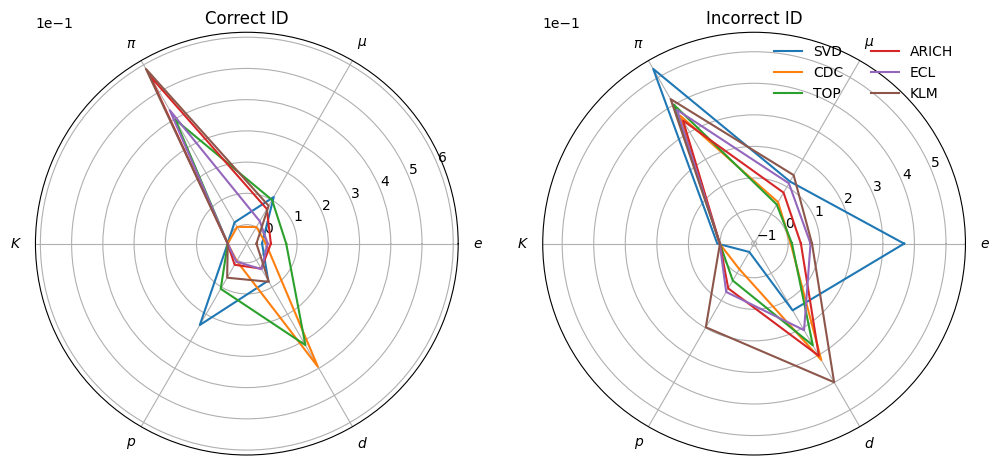 Correct ID
1e−1
π
μ
K
e
p
d
0
1
2
3
4
5
6
Incorrect ID
1e−1
π
μ
K
e
p
d
−1
0
1
2
3
4
5
SVD
CDC
TOP
ARICH
ECL
KLM